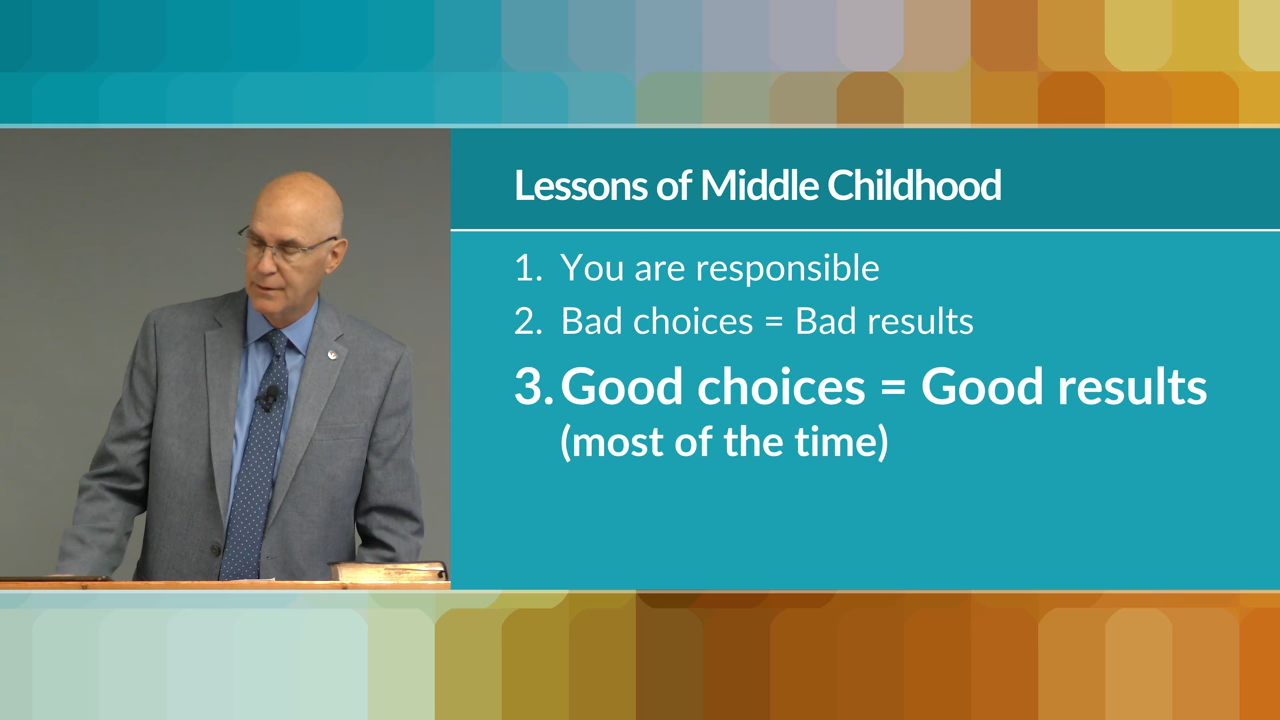 Lessons of Middle Childhood
1. You are responsible
2. Bad choices = Bad results
3. Good choices = Good results
(most of the time)